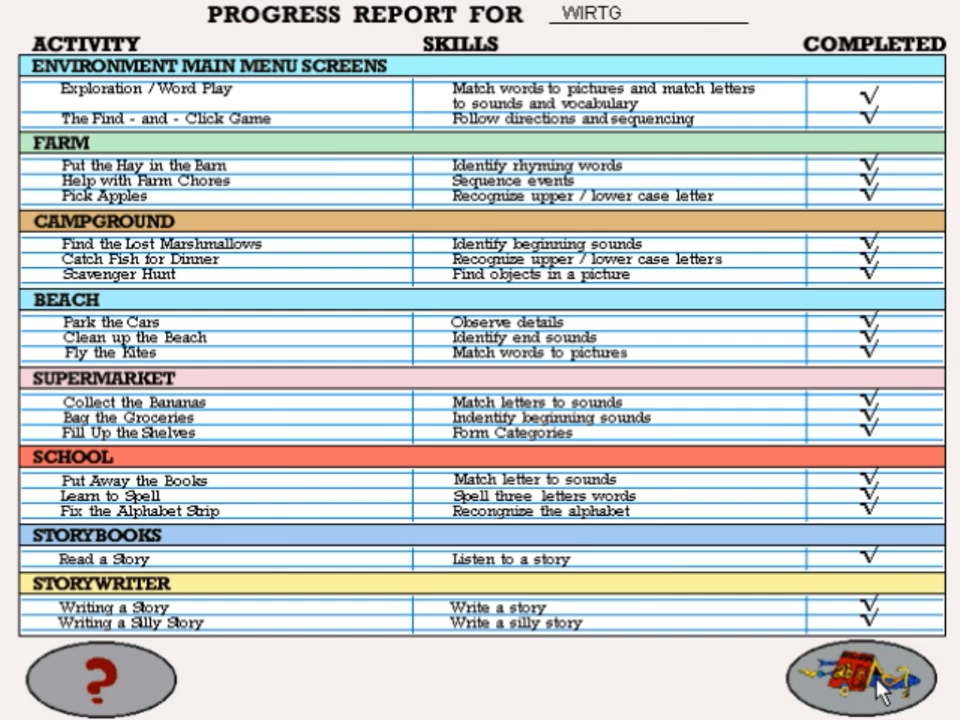 PROGRESS REPORT FOR WIRTG
ACTIVITY SKILLS COMPLETED
ENVIRONMENT MAIN MENU SCREENS
Exploration / Word Play Match words to pictures and match letters √
to sounds and vocabulary
The Find - and - Click Game Follow directions and sequencing √
FARM
Put the Hay in the Barn Identify rhyming words √
Help with Farm Chores Sequence events √
Pick Apples Recognize upper / lower case letter √
CAMPGROUND
Find the Lost Marshmallows Identify beginning sounds √
Catch Fish for Dinner Recognize upper / lower case letters √
Scavenger Hunt Find objects in a picture √
BEACH
Park the Cars Observe details √
Clean up the Beach Identify end sounds √
Fly the Kites Match words to pictures √
SUPERMARKET
Collect the Bananas Match letters to sounds √
Bag the Groceries Indentify beginning sounds √
Fill Up the Shelves Form Categories √
SCHOOL
Put Away the Books Match letter to sounds √
Learn to Spell Spell three letters words √
Fix the Alphabet Strip Recongnize the alphabet √
STORYBOOKS
Read a Story Listen to a story √
STORYWRITER
Writing a Story Write a story √
Writing a Silly Story Write a silly story √
?